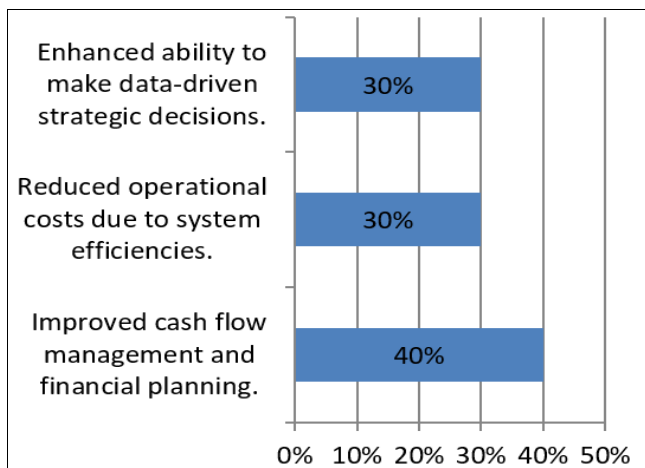 Enhanced ability to
make data-driven
strategic decisions.
30%
Reduced operational
costs due to system
efficiencies.
30%
Improved cash flow
management and
financial planning.
40%
0% 10% 20% 30% 40% 50%